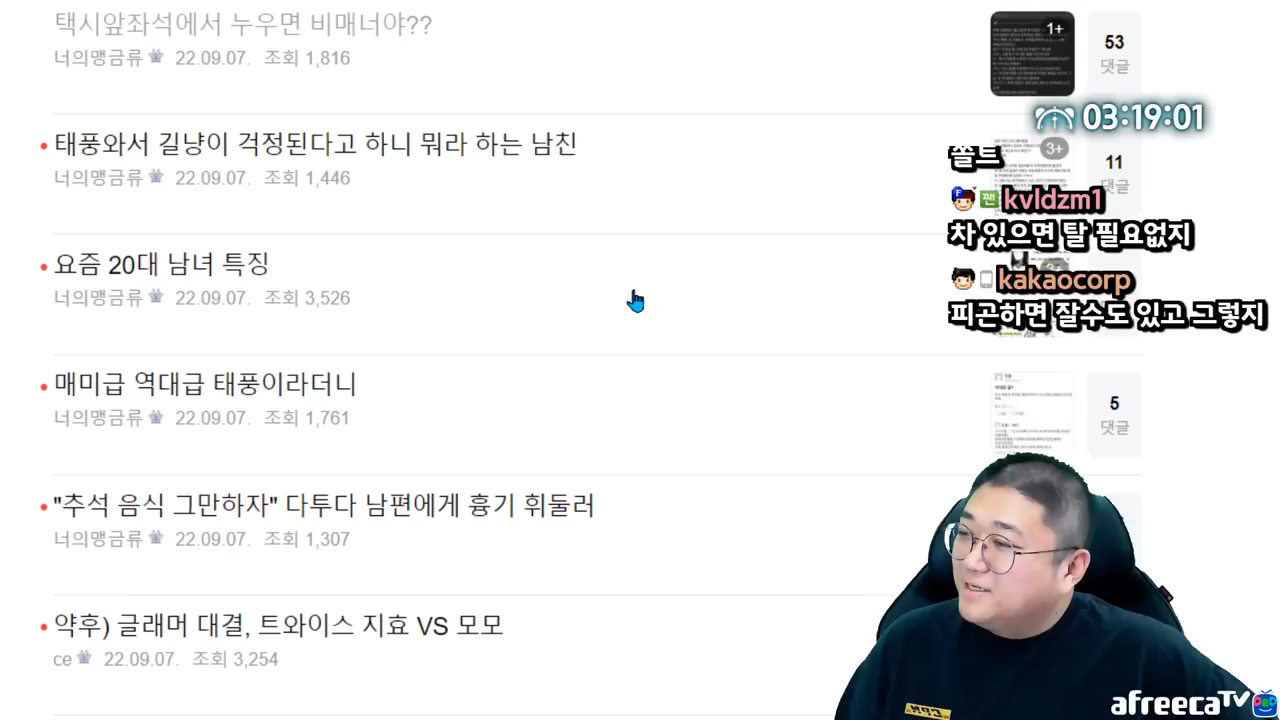 택시앞좌석에서 누우면 비매너야??
너의맹금류 22.09.07. 조회
1+
53
댓글
03:19:01
태풍와서 길냥이 걱정된다고 하니 뭐라 하는 남친
너의맹금류 22.09.07. 조회
3+
11
댓글
쏠트
F 짼 kvldzm1
차 있으면 탈 필요없지
요즘 20대 남녀 특징
너의맹금류 22.09.07. 조회 3,526
kakaocorp
피곤하면 잘수도 있고 그렇지
매미급 역대급 태풍이라더니
너의맹금류 22.09.07. 조회 1,701
5
댓글
"추석 음식 그만하자" 다투다 남편에게 흉기 휘둘러
너의맹금류 22.09.07. 조회 1,307
약후) 글래머 대결, 트와이스 지효 VS 모모
ce 22.09.07. 조회 3,254
afreecaTV